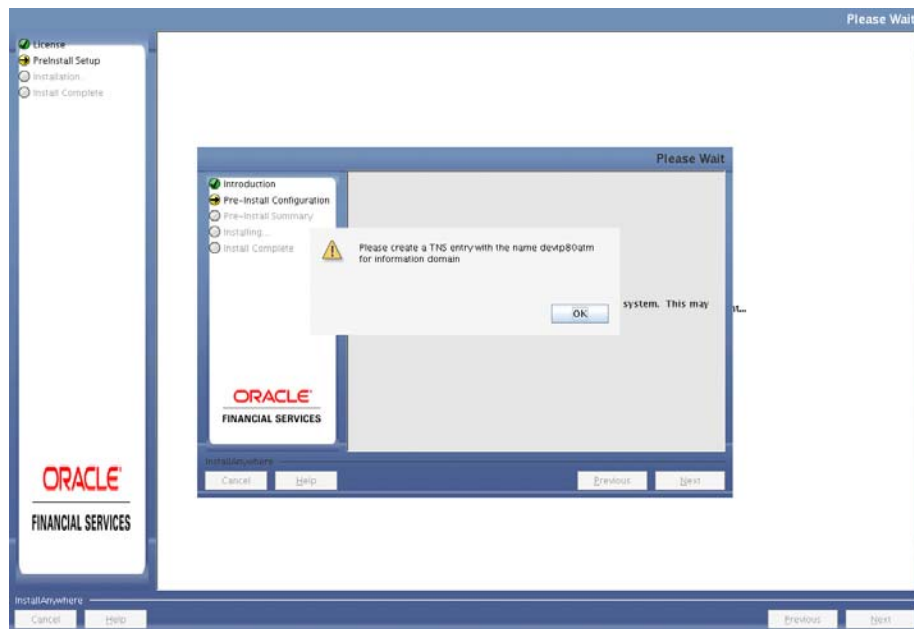 Please Wait
License
PreInstall Setup
Installation...
Install Complete
Please Wait
Introduction
Pre-Install Configuration
Pre-Install Summary
Installing...
Install Complete
Please create a TNS entry with the name
for information domain
OK
system. This may
ORACLE
FINANCIAL SERVICES
InstallAnywhere
Cancel
Help
Previous
Next
ORACLE
FINANCIAL SERVICES
InstallAnywhere
Cancel
Help
Previous
Next